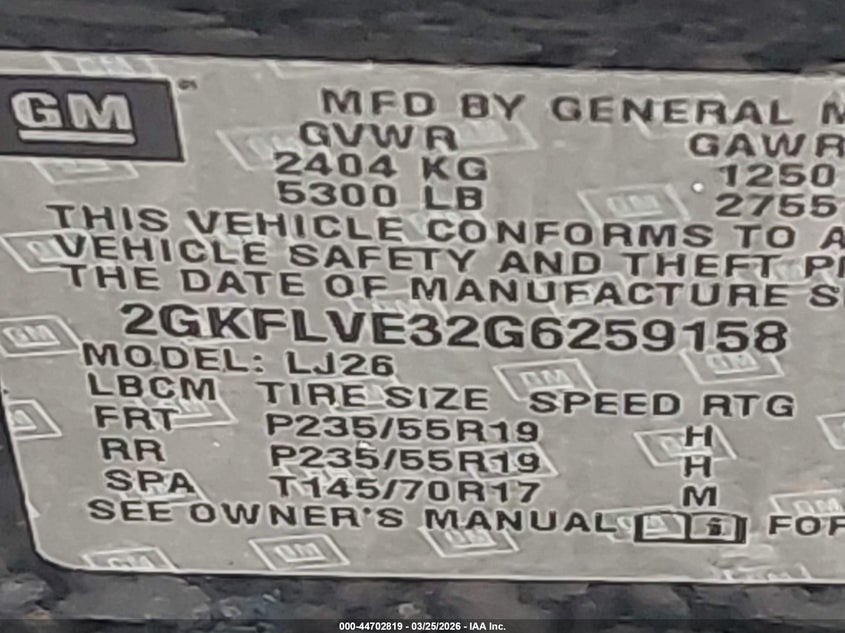 GM
MFD BY GENERAL M
GVWR GAWR
2404 KG 1250
5300 LB 2755
THIS VEHICLE CONFORMS TO A
VEHICLE SAFETY AND THEFT PR
THE DATE OF MANUFACTURE S
2GKFLVE32G6259158
MODEL: LJ26
LBCM TIRE SIZE SPEED RTG
FRT P235/55R19 H
RR P235/55R19 H
SPA T145/70R17 M
SEE OWNER'S MANUAL FOR
000-44702819 - 03/25/2026 - IAA Inc.